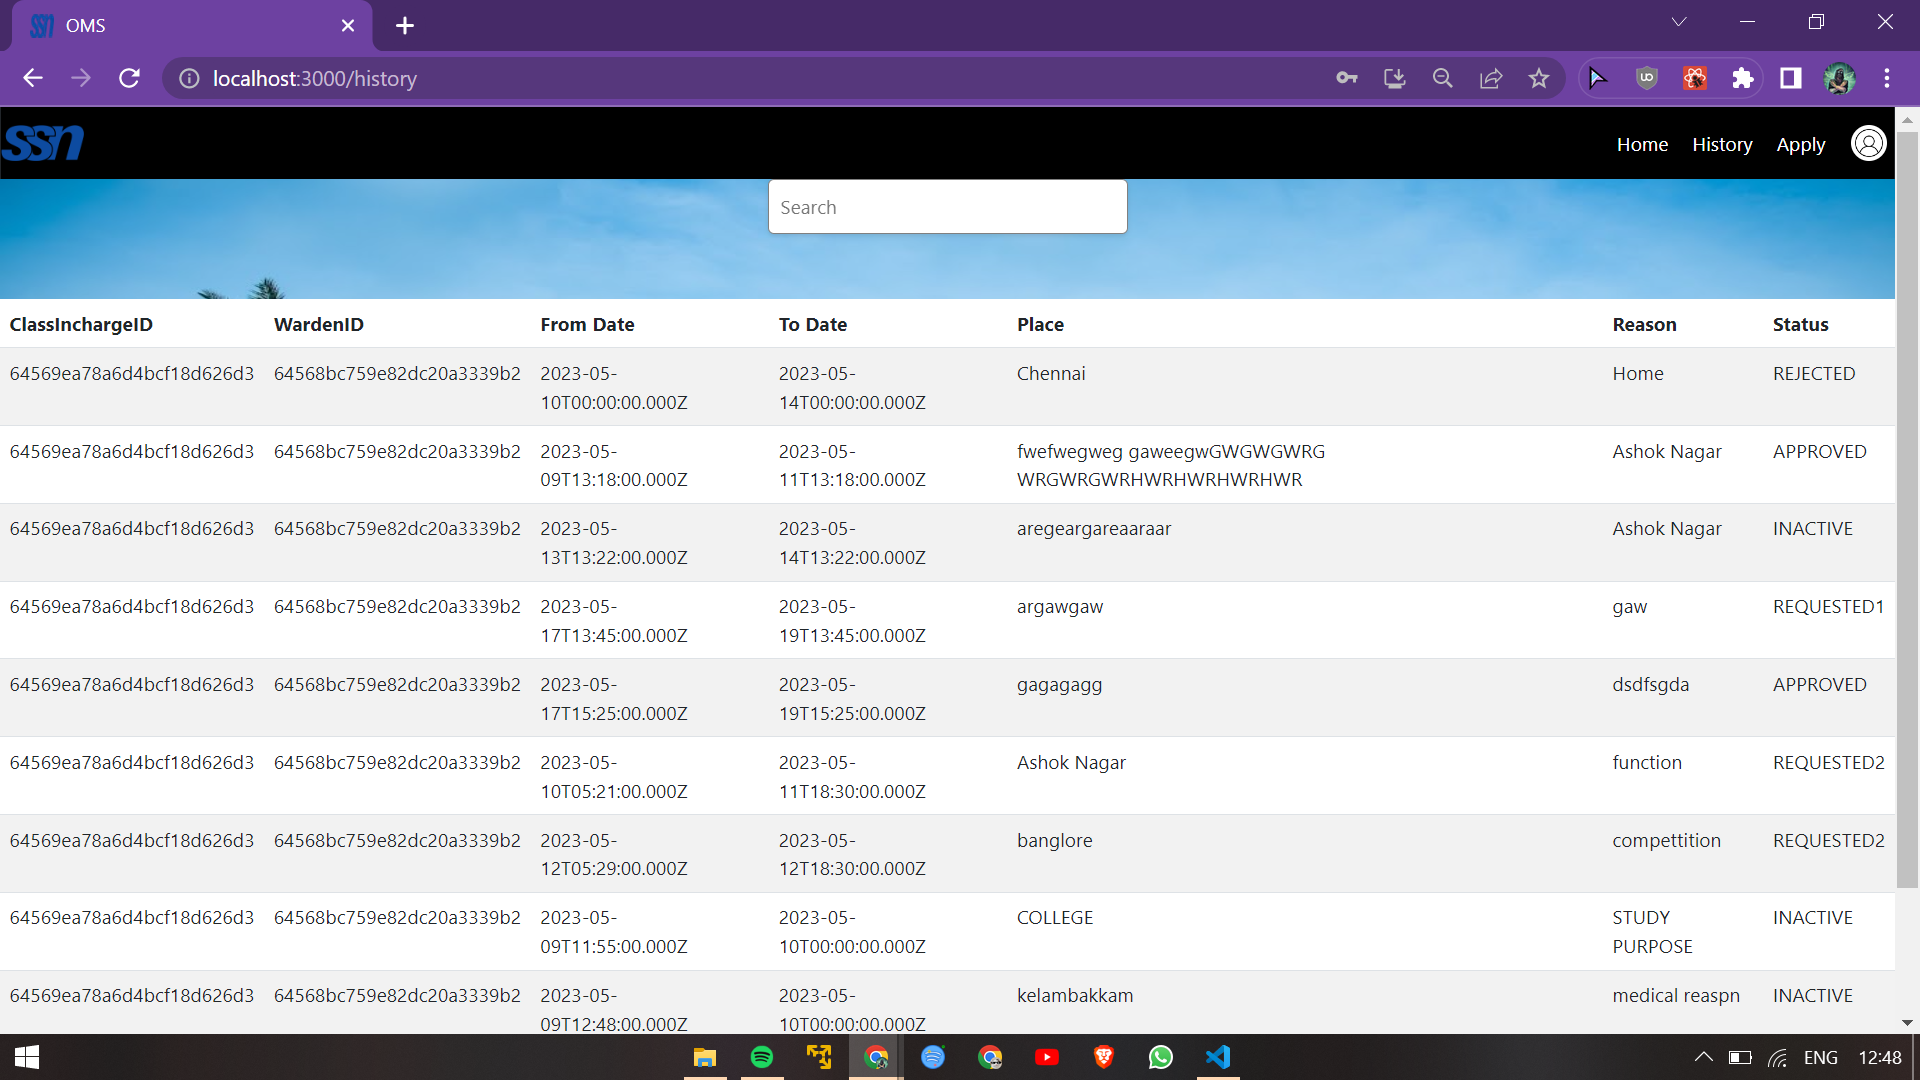 OMS
localhost:3000/history
ssn
Home History Apply
Search
ClassInchargeID WardenID From Date To Date Place Reason Status
64569ea78a6d4bcf18d626d3 64568bc759e82dc20a3339b2 2023-05- 2023-05- Chennai Home REJECTED
10T00:00:00.000Z 14T00:00:00.000Z
64569ea78a6d4bcf18d626d3 64568bc759e82dc20a3339b2 2023-05- 2023-05- fwefwegweg gaweegwGWGWGWRG Ashok Nagar APPROVED
09T13:18:00.000Z 11T13:18:00.000Z WRGWRGWRHWRHWRHWRHWR
64569ea78a6d4bcf18d626d3 64568bc759e82dc20a3339b2 2023-05- 2023-05- aregeargareaaraar Ashok Nagar INACTIVE
13T13:22:00.000Z 14T13:22:00.000Z
64569ea78a6d4bcf18d626d3 64568bc759e82dc20a3339b2 2023-05- 2023-05- argawgaw gaw REQUESTED1
17T13:45:00.000Z 19T13:45:00.000Z
64569ea78a6d4bcf18d626d3 64568bc759e82dc20a3339b2 2023-05- 2023-05- gagagagg dsdfsgda APPROVED
17T15:25:00.000Z 19T15:25:00.000Z
64569ea78a6d4bcf18d626d3 64568bc759e82dc20a3339b2 2023-05- 2023-05- Ashok Nagar function REQUESTED2
10T05:21:00.000Z 11T18:30:00.000Z
64569ea78a6d4bcf18d626d3 64568bc759e82dc20a3339b2 2023-05- 2023-05- banglore compettition REQUESTED2
12T05:29:00.000Z 12T18:30:00.000Z
64569ea78a6d4bcf18d626d3 64568bc759e82dc20a3339b2 2023-05- 2023-05- COLLEGE STUDY INACTIVE
09T11:55:00.000Z 10T00:00:00.000Z PURPOSE
64569ea78a6d4bcf18d626d3 64568bc759e82dc20a3339b2 2023-05- 2023-05- kelambakkam medical reaspn INACTIVE
09T12:48:00.000Z 10T00:00:00.000Z
ENG 12:48